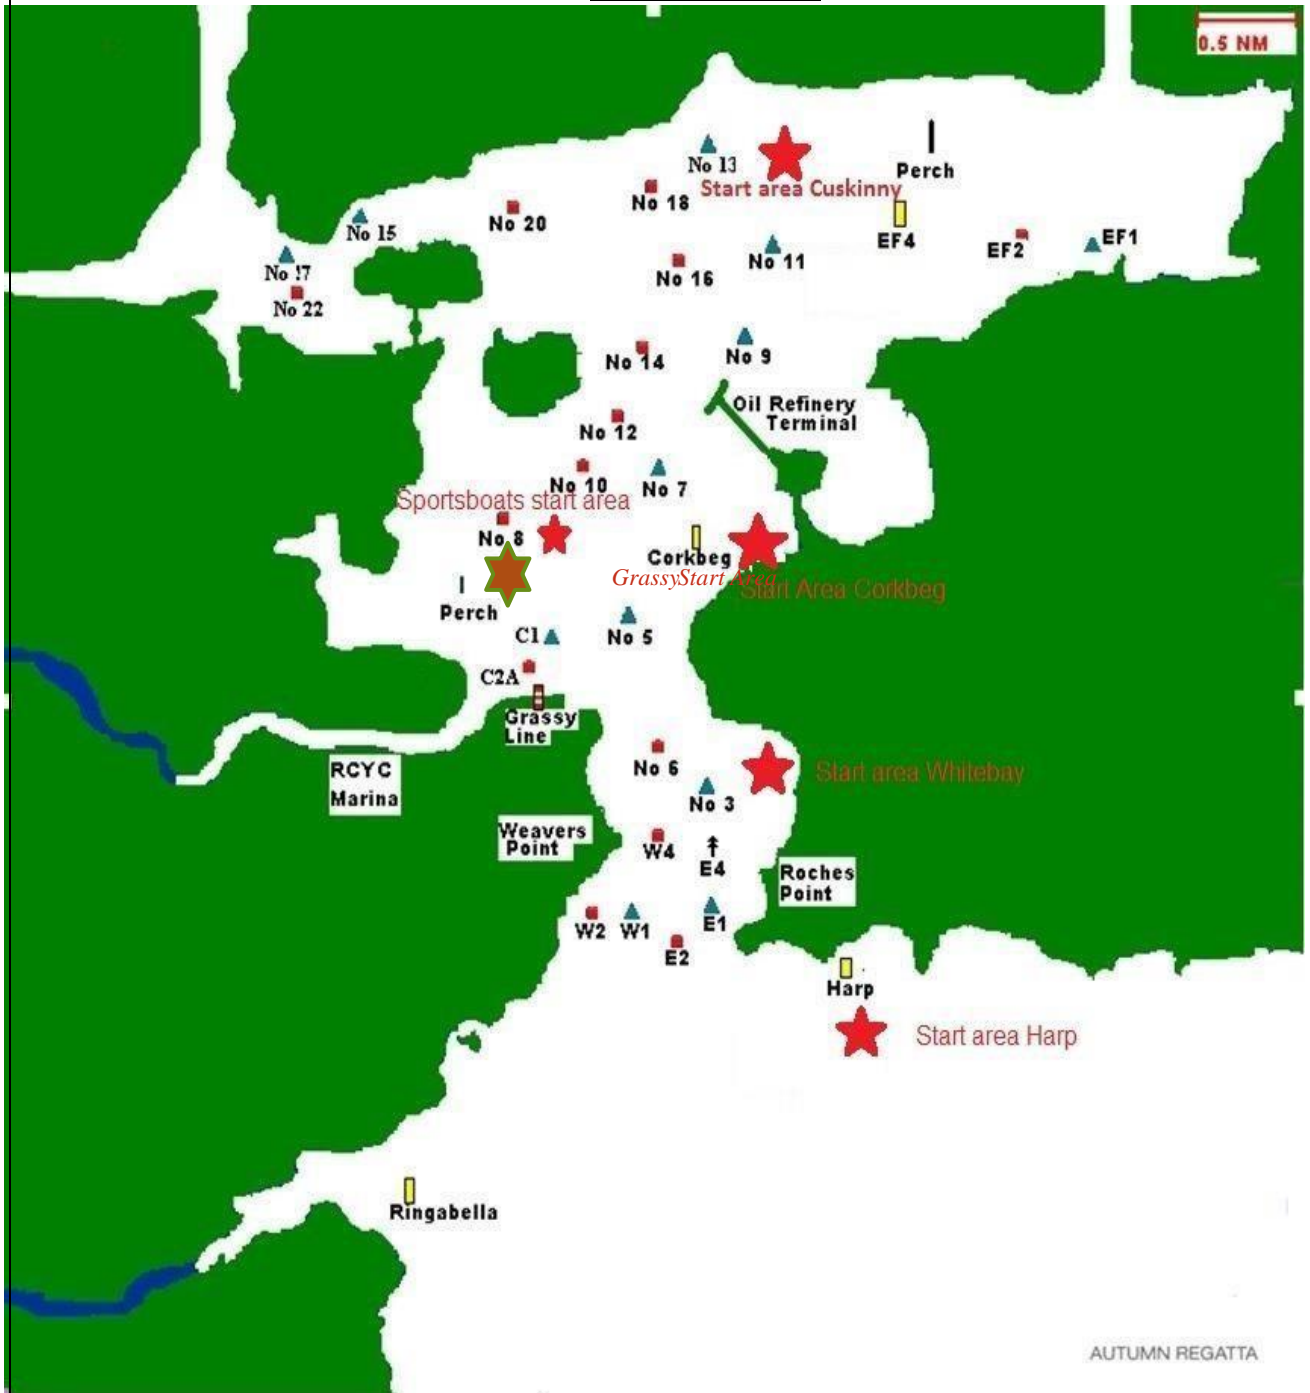 0.5 NM
No 13
Perch
Start area Cuskinny
No 18
No 20
No 15
EF4
EF2
EF1
No 11
No 16
No !7
No 22
No 9
No 14
Oil Refinery
Terminal
No 12
No 10
No 7
Sportsboats start area
No 8
Corkbeg
GrassyStart Area
Start Area Corkbeg
Perch
C1
No 5
C2A
Grassy
Line
No 6
RCYC
Marina
Start area Whitebay
No 3
Weavers
Point
W4
E4
Roches
Point
W2
W1
E1
E2
Harp
Start area Harp
Ringabella
AUTUMN REGATTA